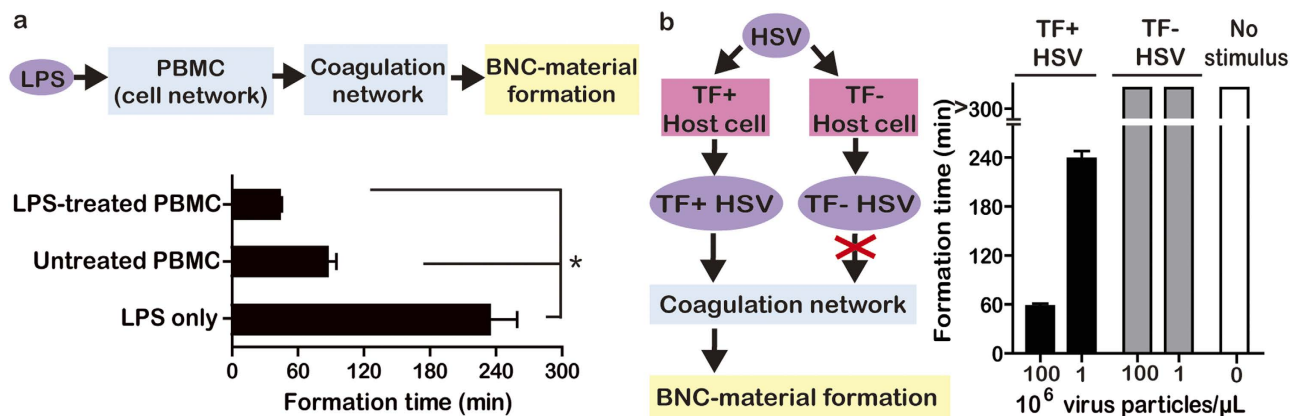 a
LPS
PBMC
(cell network)
Coagulation
network
BNC-material
formation
LPS-treated PBMC
Untreated PBMC
LPS only
*
0 60 120 180 240 300
Formation time (min)
b
HSV
TF+
Host cell
TF-
Host cell
TF+ HSV
TF- HSV
Coagulation network
BNC-material formation
TF+
HSV
TF-
HSV
No
stimulus
Formation time (min)
>300
240
180
120
60
0
100 1 100 1 0
10⁶ virus particles/µL